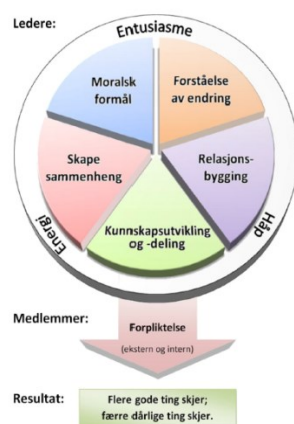 Ledere:
Entusiasme
Moralsk
formål
Forståelse
av endring
Skape
sammenheng
Relasjons-
bygging
Kunnskapsutvikling
og -deling
Energi
Håp
Medlemmer:
Forpliktelse
(ekstern og intern)
Resultat:
Flere gode ting skjer;
færre dårlige ting skjer.